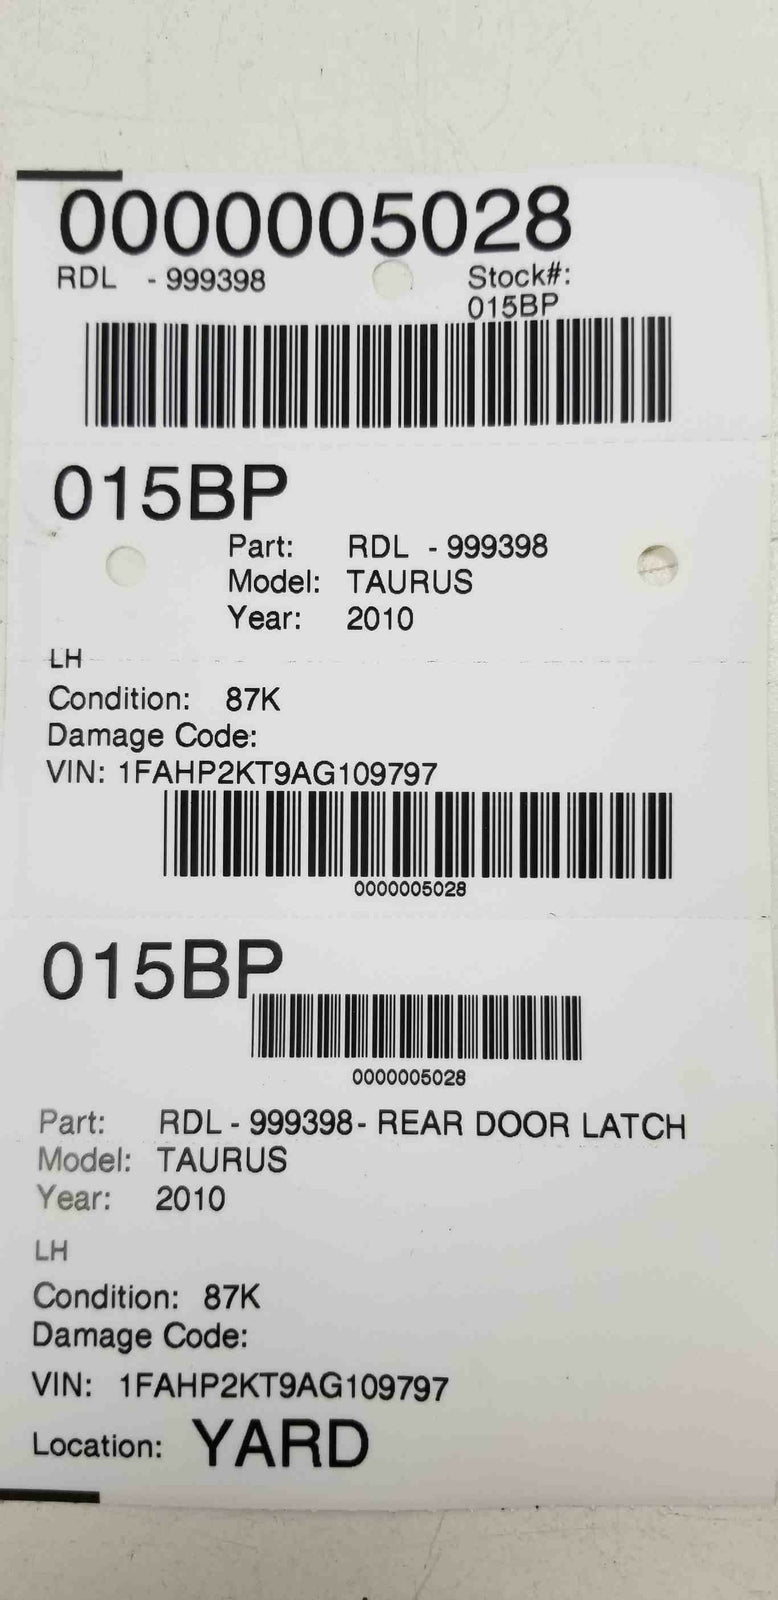 0000005028
RDL - 999398 Stock#:
015BP
015BP
Part: RDL - 999398
Model: TAURUS
Year: 2010
LH
Condition: 87K
Damage Code:
VIN: 1FAHP2KT9AG109797
0000005028
015BP
0000005028
Part: RDL - 999398 - REAR DOOR LATCH
Model: TAURUS
Year: 2010
LH
Condition: 87K
Damage Code:
VIN: 1FAHP2KT9AG109797
Location: YARD